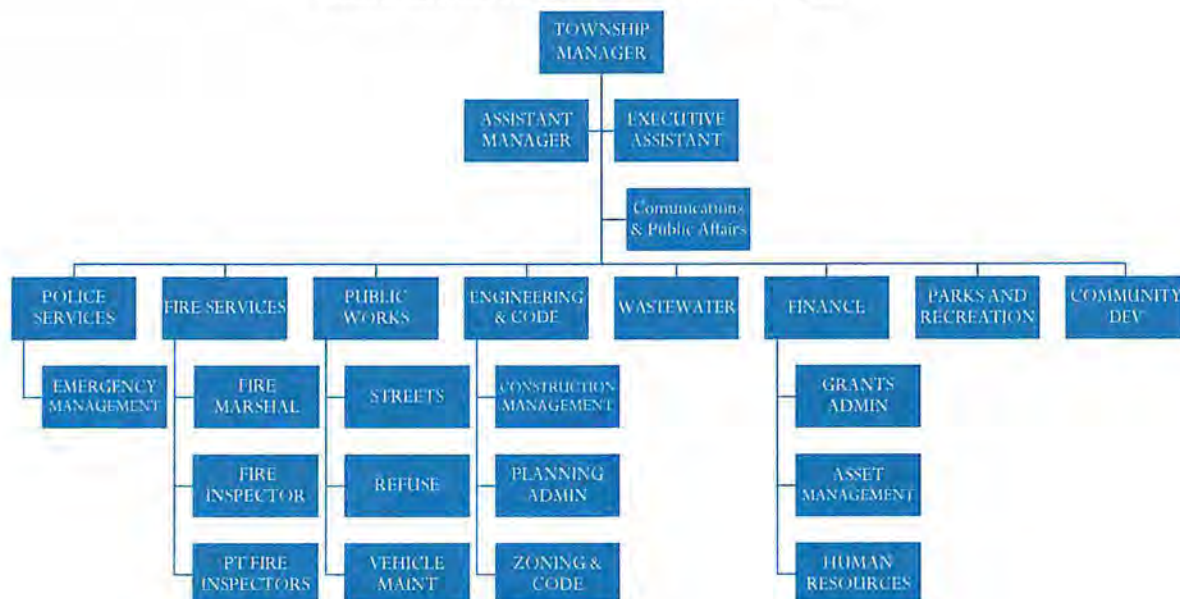 TOWNSHIP
MANAGER
ASSISTANT
MANAGER
EXECUTIVE
ASSISTANT
Comunications
& Public Affairs
POLICE
SERVICES
FIRE SERVICES
PUBLIC
WORKS
ENGINEERING
& CODE
WASTEWATER
FINANCE
PARKS AND
RECREATION
COMMUNITY
DEV
EMERGENCY
MANAGEMENT
FIRE
MARSHAL
STREETS
CONSTRUCTION
MANAGEMENT
GRANTS
ADMIN
FIRE
INSPECTOR
REFUSE
PLANNING
ADMIN
ASSET
MANAGEMENT
PT FIRE
INSPECTORS
VEHICLE
MAINT
ZONING &
CODE
HUMAN
RESOURCES